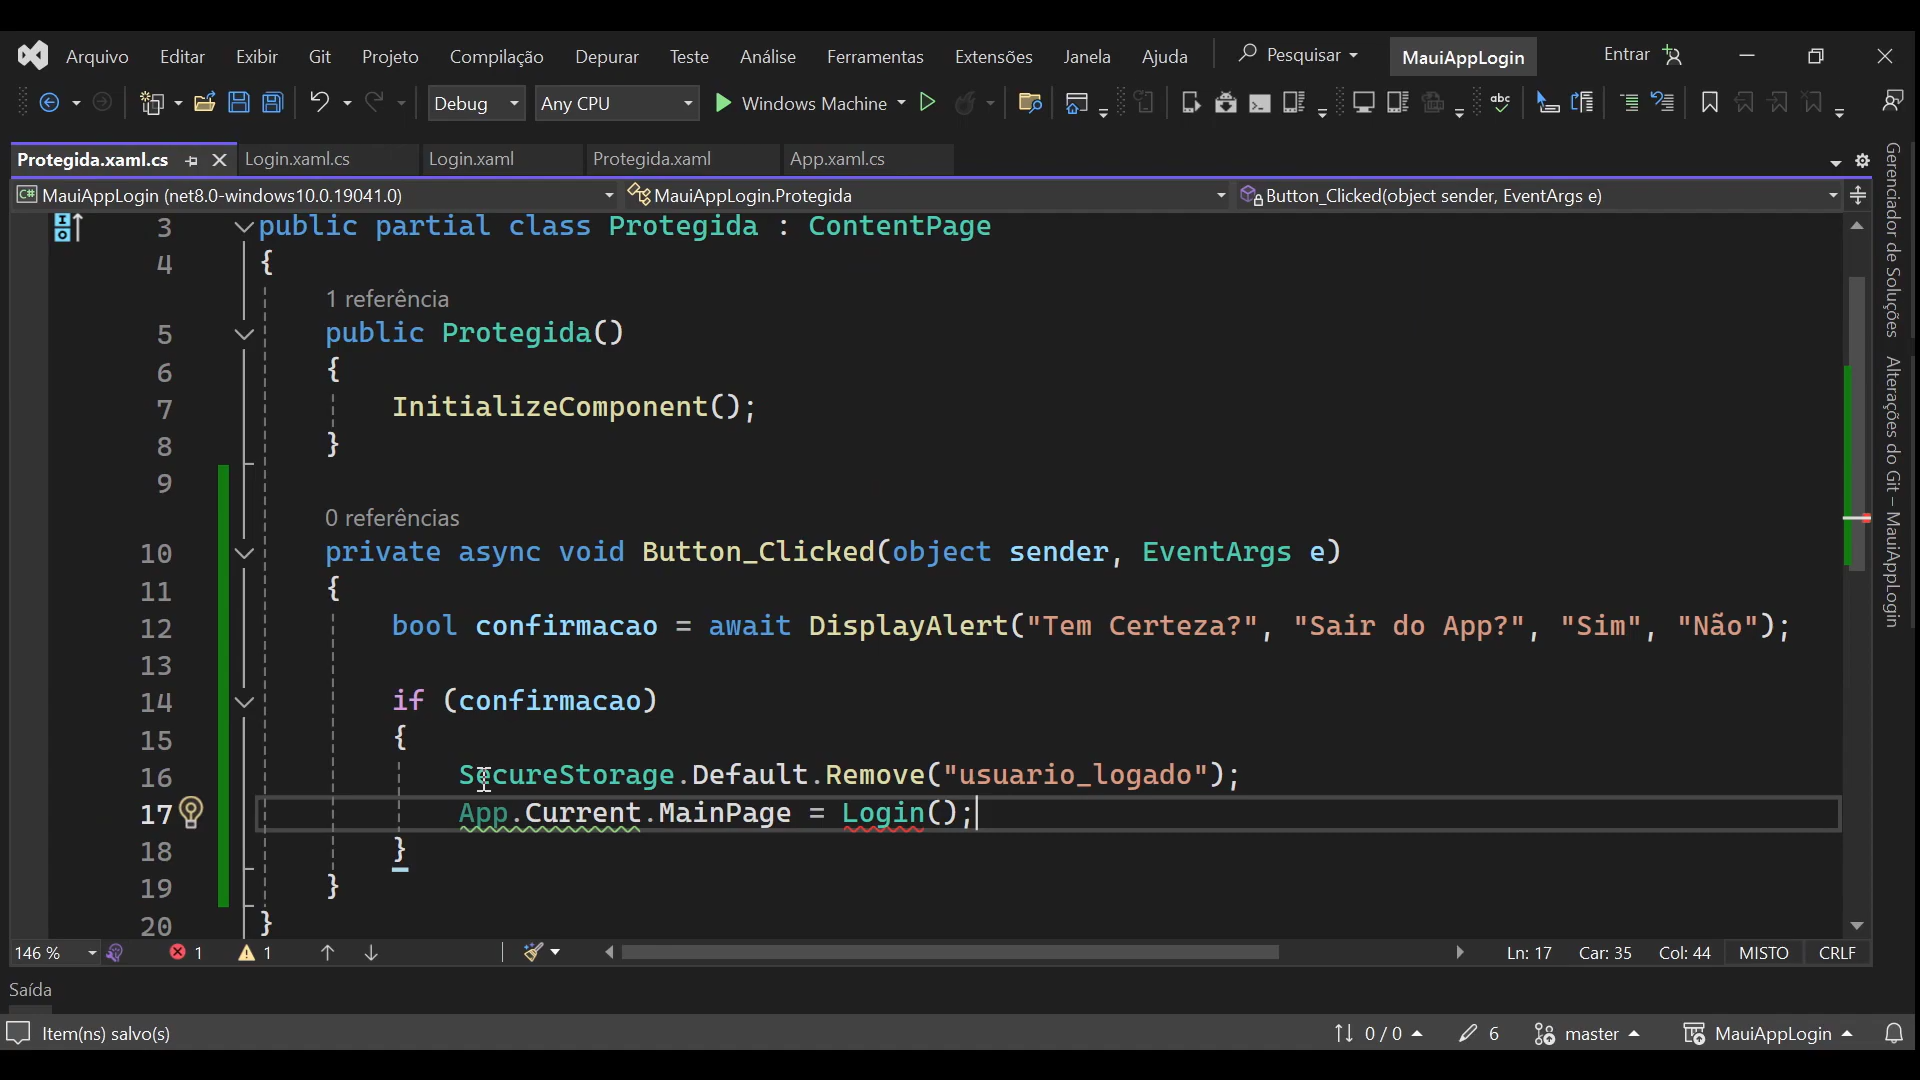 Arquivo Editar Exibir Git Projeto Compilação Depurar Teste Análise Ferramentas Extensões Janela Ajuda Pesquisar MauiAppLogin Entrar
Debug Any CPU Windows Machine abc
Protegida.xaml.cs Login.xaml.cs Login.xaml Protegida.xaml App.xaml.cs
C# MauiAppLogin (net8.0-windows10.0.19041.0) MauiAppLogin.Protegida Button_Clicked(object sender, EventArgs e)
3 public partial class Protegida : ContentPage
4 {
1 referência
5 public Protegida()
6 {
7 InitializeComponent();
8 }
9
0 referências
10 private async void Button_Clicked(object sender, EventArgs e)
11 {
12 bool confirmacao = await DisplayAlert("Tem Certeza?", "Sair do App?", "Sim", "Não");
13
14 if (confirmacao)
15 {
16 SecureStorage.Default.Remove("usuario_logado");
17 App.Current.MainPage = Login();
18 }
19 }
20 }
146 % 1 1 Ln: 17 Car: 35 Col: 44 MISTO CRLF
Saída
Item(ns) salvo(s) 0 / 0 6 master MauiAppLogin
Gerenciador de Soluções
Alterações do Git – MauiAppLogin